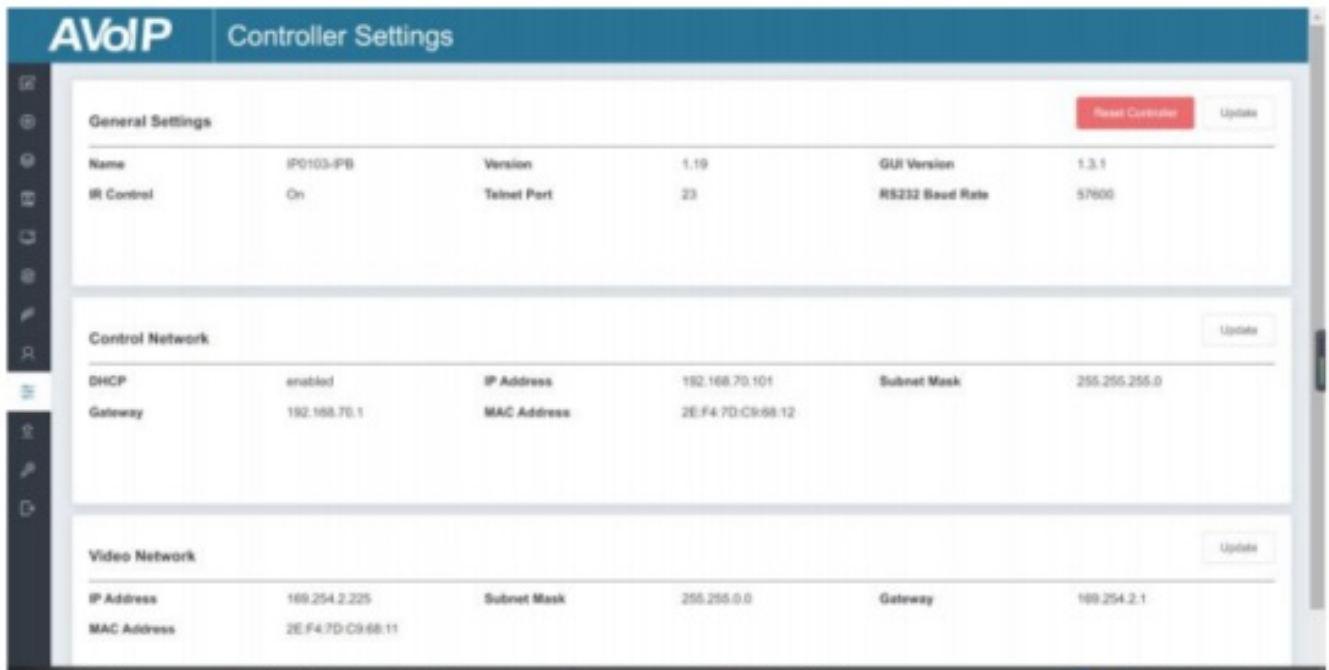 AVoIP Controller Settings
General Settings Reset Controller Update
Name IP0103-IPB Version 1.19 GUI Version 1.3.1
IR Control On Telnet Port 23 RS232 Baud Rate 57600
Control Network Update
DHCP enabled IP Address 192.168.70.101 Subnet Mask 255.255.255.0
Gateway 192.168.70.1 MAC Address 2E:F4:7D:C9:68:12
Video Network Update
IP Address 169.254.2.225 Subnet Mask 255.255.0.0 Gateway 169.254.2.1
MAC Address 2E:F4:7D:C9:68:11